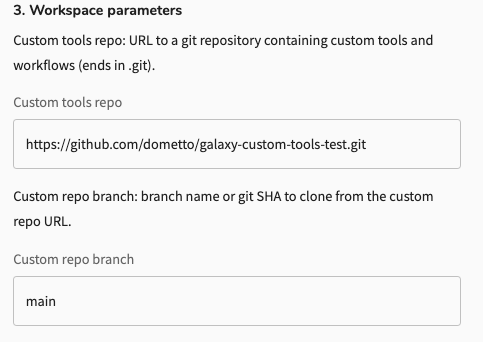 3. Workspace parameters
Custom tools repo: URL to a git repository containing custom tools and
workflows (ends in .git).
Custom tools repo
https://github.com/dometto/galaxy-custom-tools-test.git
Custom repo branch: branch name or git SHA to clone from the custom
repo URL.
Custom repo branch
main